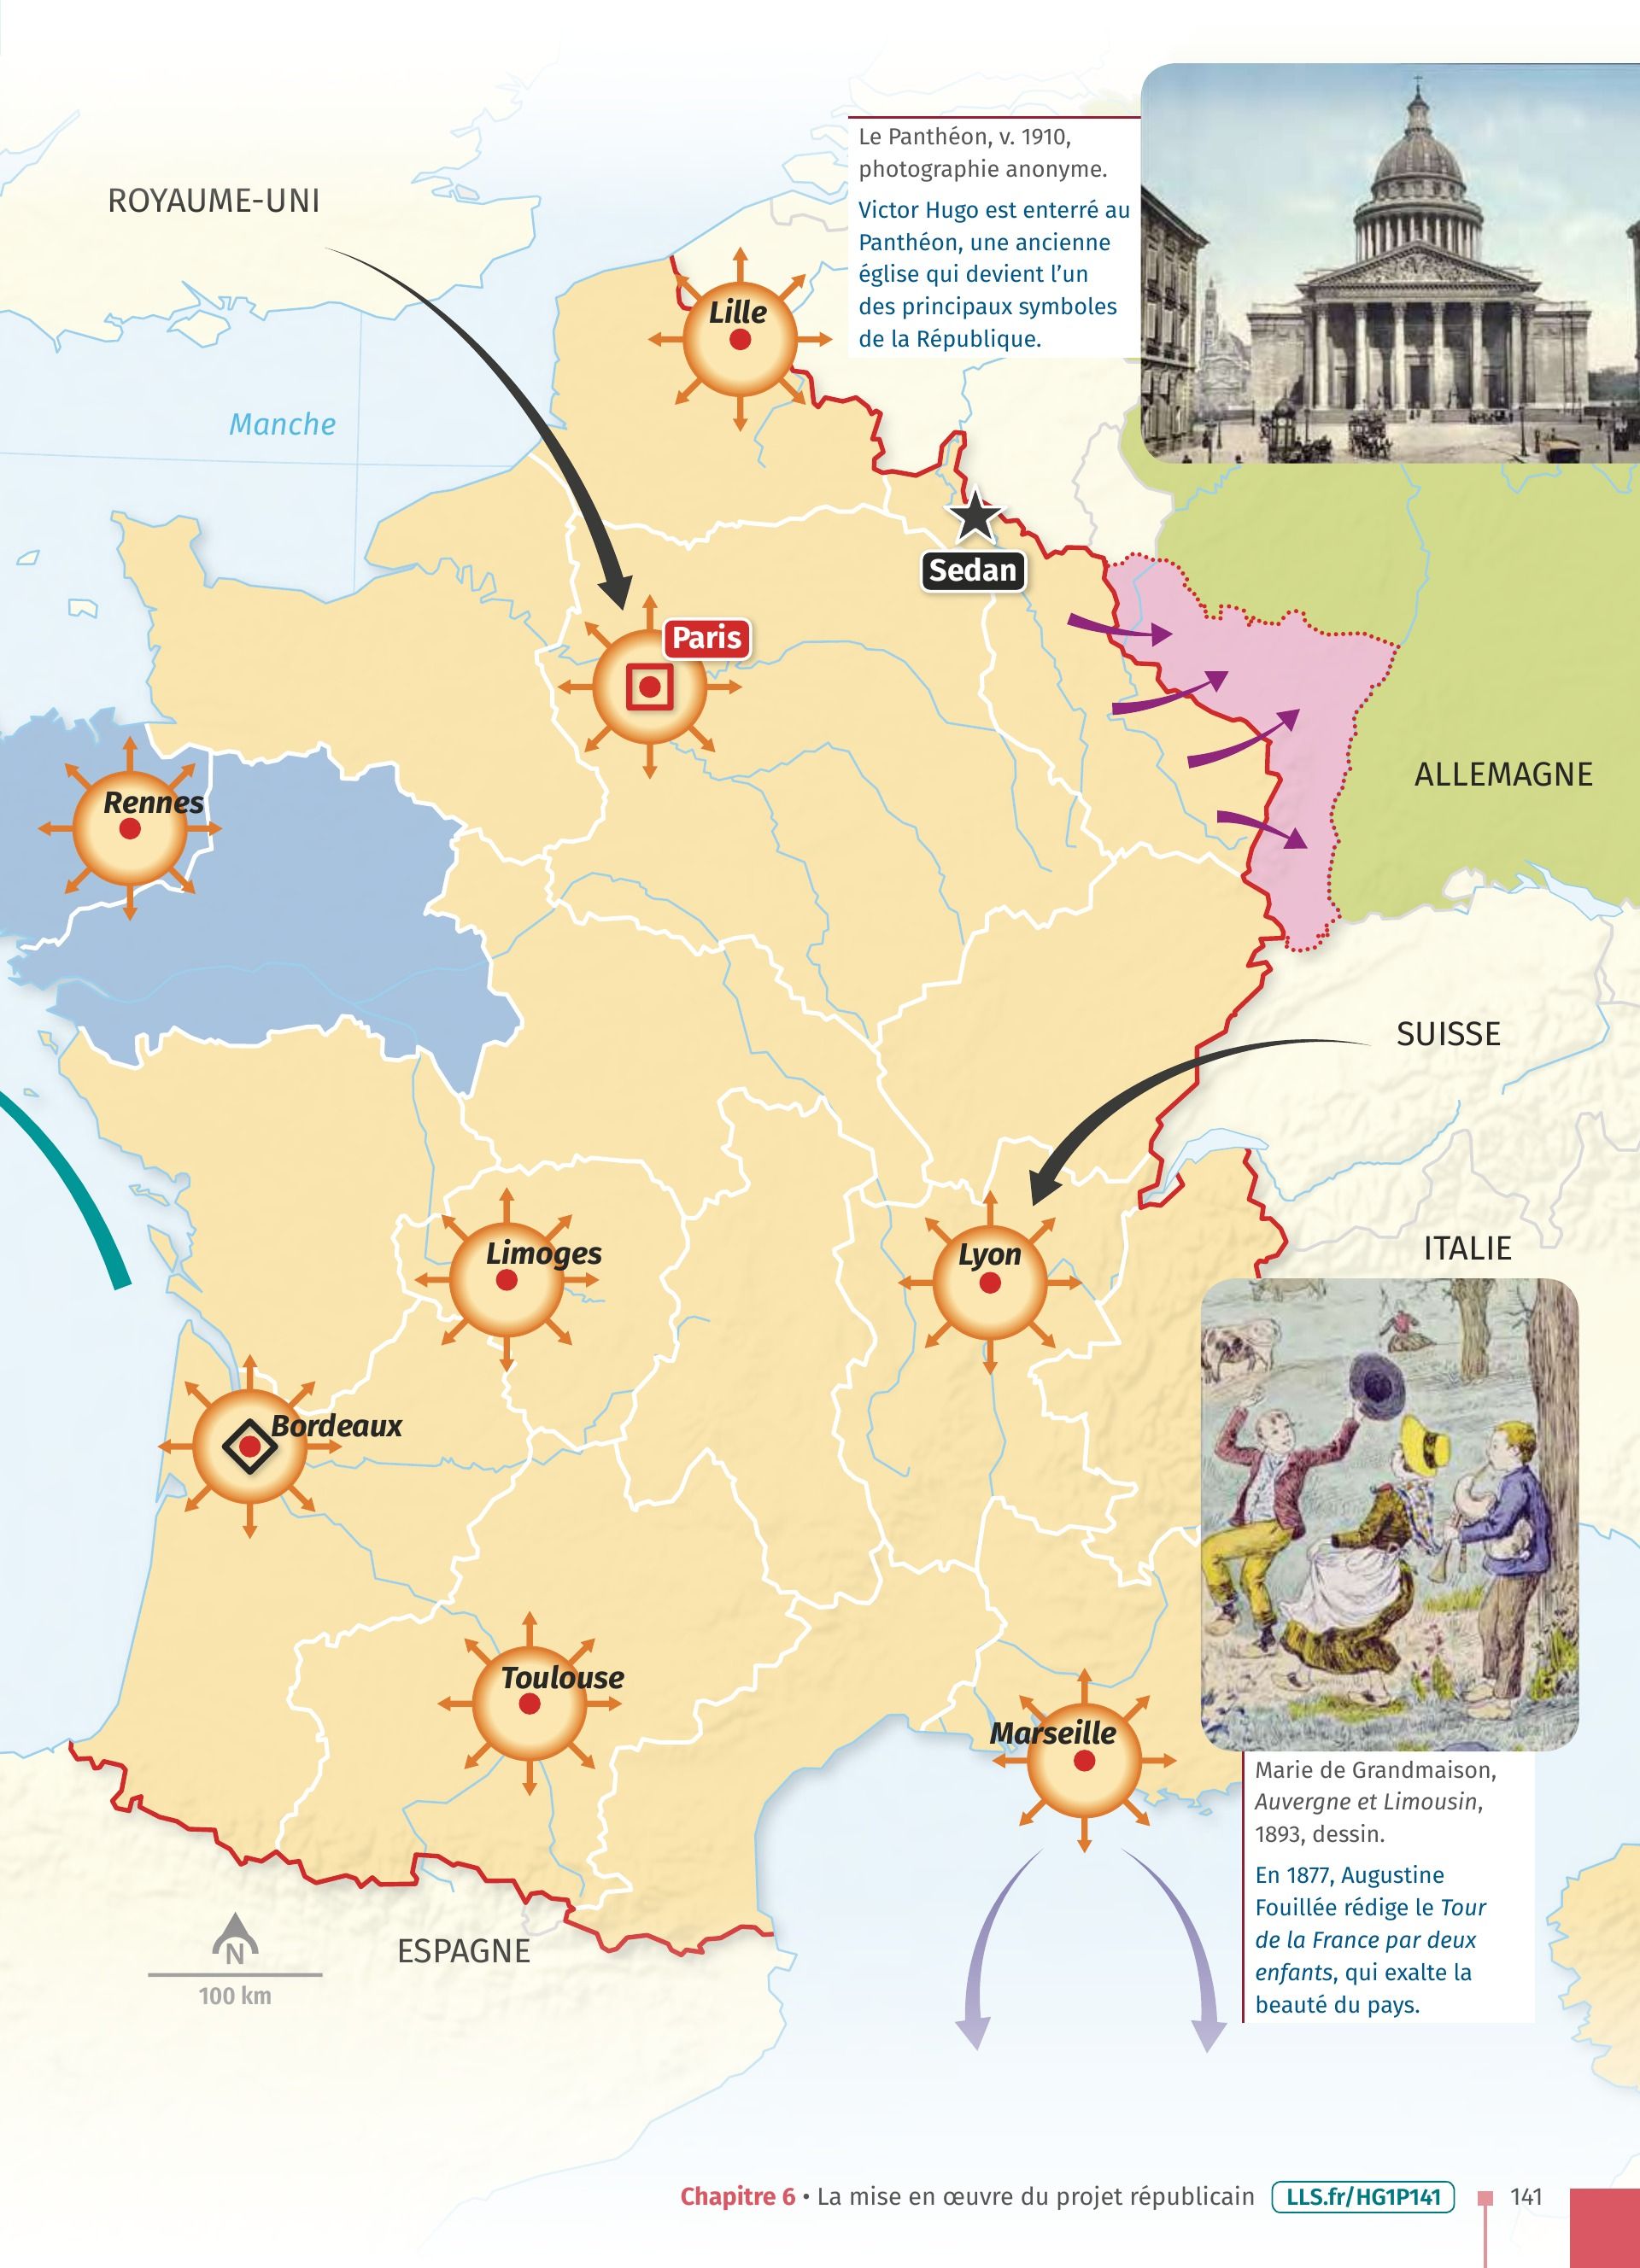 Le Panthéon, v. 1910,
photographie anonyme.
Victor Hugo est enterré au
Panthéon, une ancienne
église qui devient l’un
des principaux symboles
de la République.
ROYAUME-UNI
Lille
Manche
Sedan
Paris
ALLEMAGNE
Rennes
SUISSE
ITALIE
Limoges
Lyon
Bordeaux
Toulouse
Marseille
Marie de Grandmaison,
Auvergne et Limousin,
1893, dessin.
En 1877, Augustine
Fouillée rédige le Tour
de la France par deux
enfants, qui exalte la
beauté du pays.
N
100 km
ESPAGNE
Chapitre 6 • La mise en œuvre du projet républicain LLS.fr/HG1P141 141